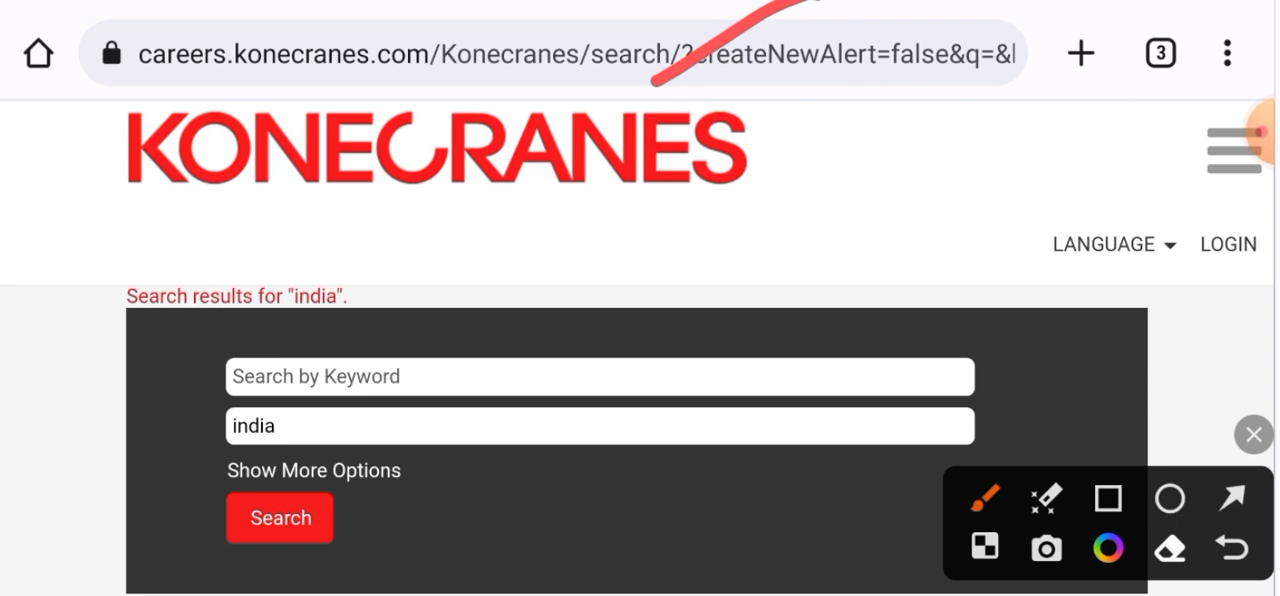 careers.konecranes.com/Konecranes/search/?createNewAlert=false&q=&l
3
KONECRANES
LANGUAGE
LOGIN
Search results for "india".
Search by Keyword
india
Show More Options
Search